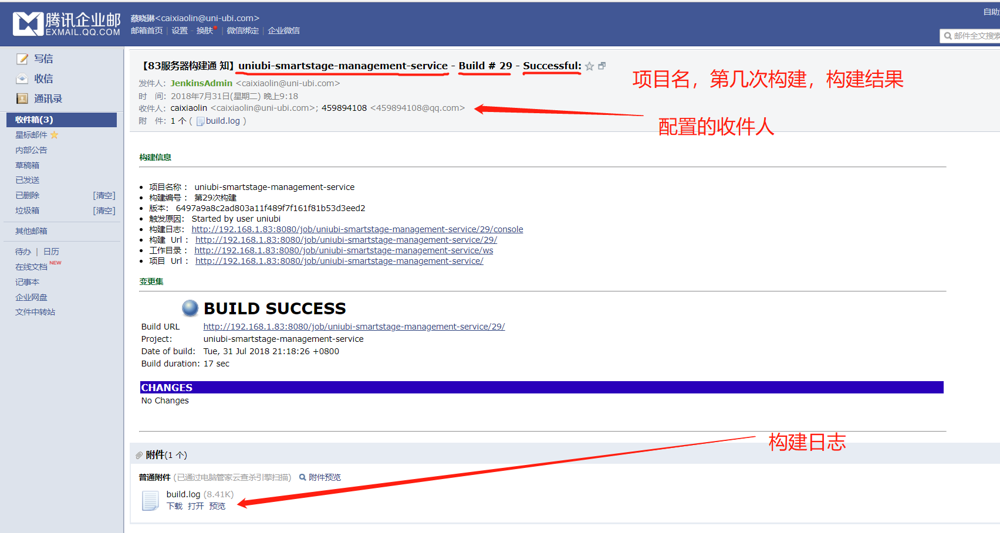 腾讯企业邮
EXMAIL.QQ.COM
蔡晓琳<caixiaolin@uni-ubi.com>
邮箱首页 | 设置 - 换肤 | 微信绑定 | 企业微信
自助
邮件全文搜索
写信
收信
通讯录
收件箱(3)
星标邮件
内部公告
草稿箱
已发送
已删除 [清空]
垃圾箱 [清空]
其他邮箱
待办 | 日历
在线文档 NEW
记事本
企业网盘
文件中转站
【83服务器构建通 知】uniubi-smartstage-management-service - Build # 29 - Successful:
发件人: JenkinsAdmin <caixiaolin@uni-ubi.com>
时 间: 2018年7月31日(星期二) 晚上9:18
收件人: caixiaolin <caixiaolin@uni-ubi.com>; 459894108 <459894108@qq.com>
附 件: 1 个 ( build.log )
项目名，第几次构建，构建结果
配置的收件人
构建信息
• 项目名称 : uniubi-smartstage-management-service
• 构建编号 : 第29次构建
• 版本: 6497a9a8c2ad803a11f489f7f161f81b53d3eed2
• 触发原因: Started by user uniubi
• 构建日志: http://192.168.1.83:8080/job/uniubi-smartstage-management-service/29/console
• 构建 Url : http://192.168.1.83:8080/job/uniubi-smartstage-management-service/29/
• 工作目录 : http://192.168.1.83:8080/job/uniubi-smartstage-management-service/ws
• 项目 Url : http://192.168.1.83:8080/job/uniubi-smartstage-management-service/
变更集
BUILD SUCCESS
Build URL http://192.168.1.83:8080/job/uniubi-smartstage-management-service/29/
Project: uniubi-smartstage-management-service
Date of build: Tue, 31 Jul 2018 21:18:26 +0800
Build duration: 17 sec
CHANGES
No Changes
构建日志
附件(1 个)
普通附件 (已通过电脑管家云查杀引擎扫描) 附件预览
build.log (8.41K)
下载 打开 预览